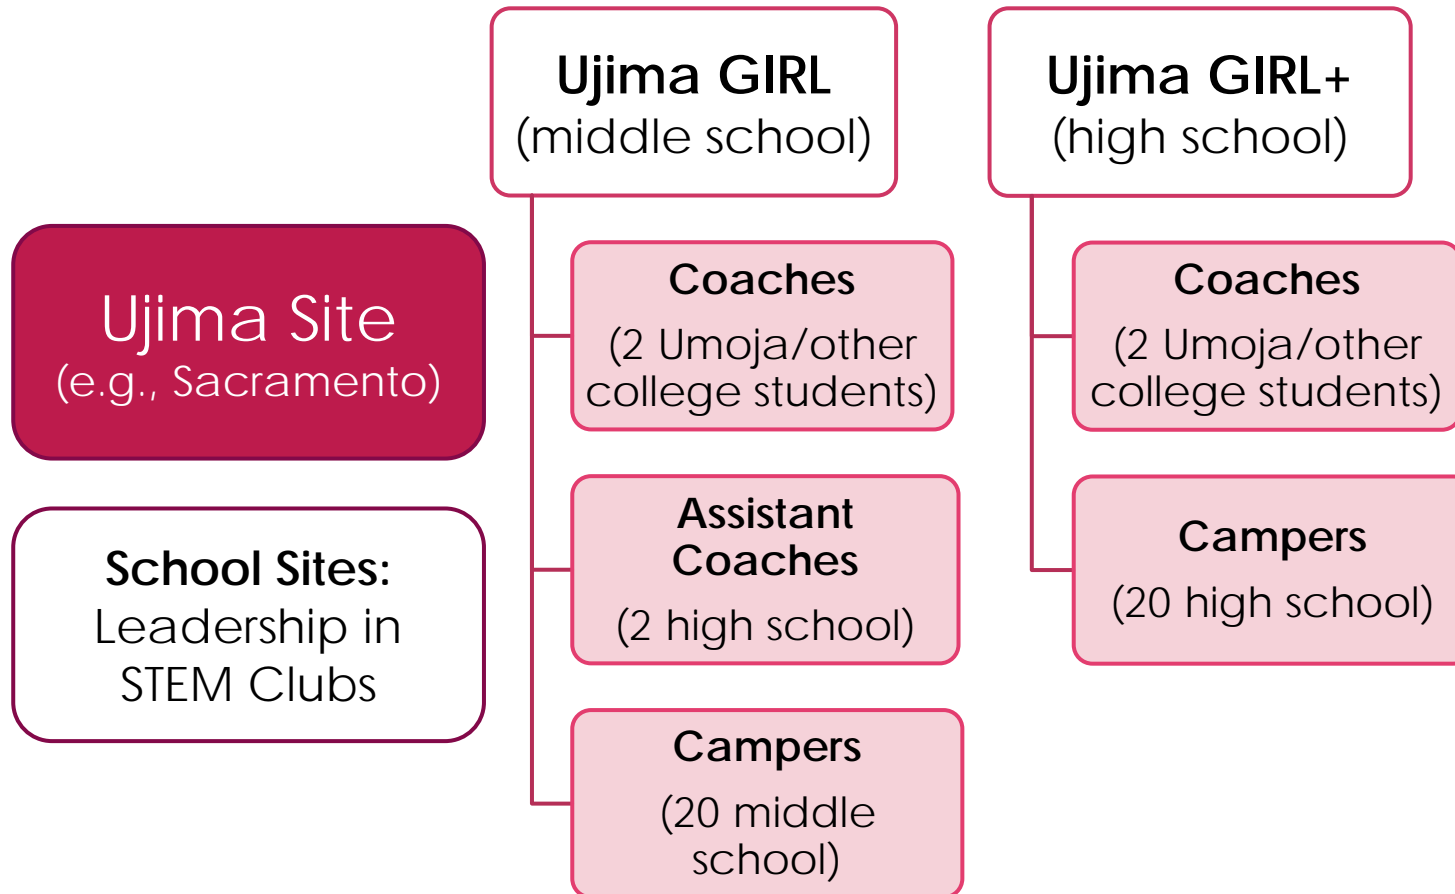 Ujima Site
(e.g., Sacramento)
School Sites:
Leadership in
STEM Clubs
Ujima GIRL
(middle school)
Coaches
(2 Umoja/other
college students)
Assistant
Coaches
(2 high school)
Campers
(20 middle
school)
Ujima GIRL+
(high school)
Coaches
(2 Umoja/other
college students)
Campers
(20 high school)